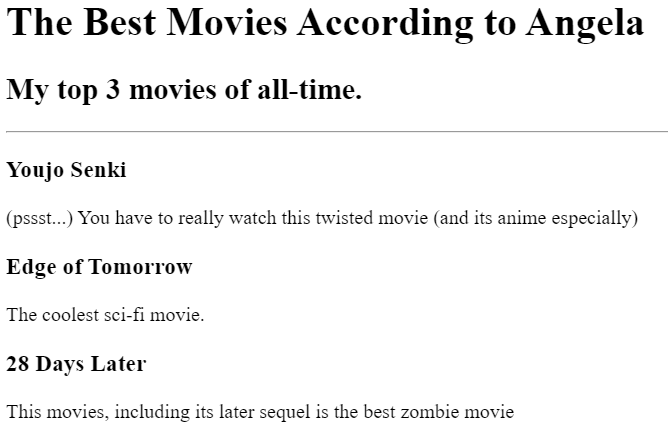 The Best Movies According to Angela
My top 3 movies of all-time.
Youjo Senki
(pssst...) You have to really watch this twisted movie (and its anime especially)
Edge of Tomorrow
The coolest sci-fi movie.
28 Days Later
This movies, including its later sequel is the best zombie movie